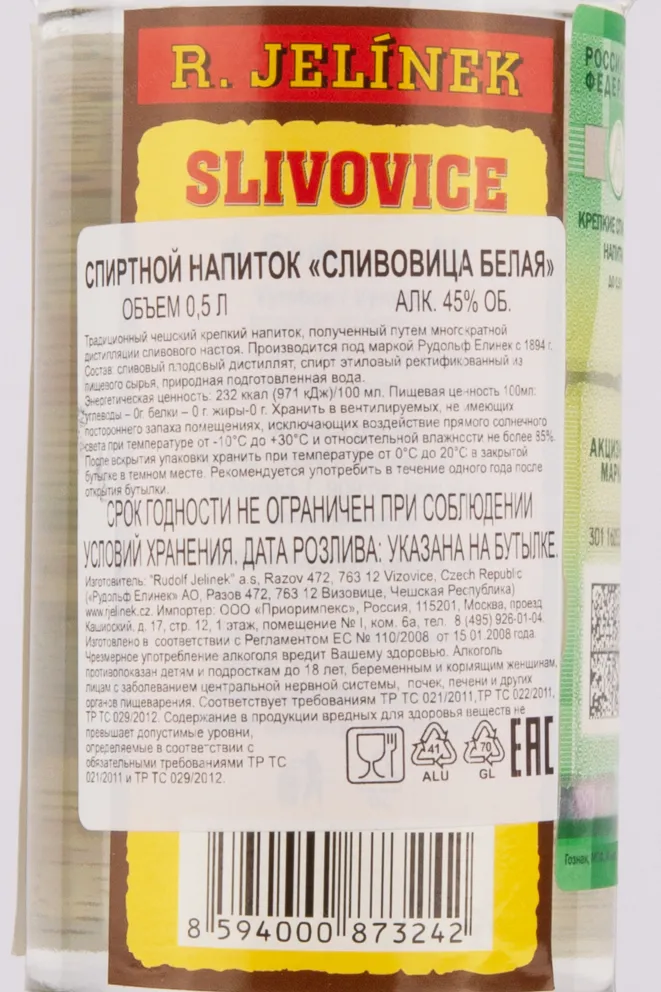 R. JELÍNEK
SLIVOVICE
СПИРТНОЙ НАПИТОК «СЛИВОВИЦА БЕЛАЯ»
ОБЪЕМ 0,5 Л АЛК. 45% ОБ.
Традиционный чешский крепкий напиток, полученный путем многократной
дистилляции сливового настоя. Производится под маркой Рудольф Елинек с 1894 г.
Состав: сливовый плодовый дистиллят, спирт этиловый ректификованный из
пищевого сырья, природная подготовленная вода.
Энергетическая ценность: 232 ккал (971 кДж)/100 мл. Пищевая ценность 100мл:
углеводы – 0г. белки – 0 г. жиры-0 г. Хранить в вентилируемых, не имеющих
постороннего запаха помещениях, исключающих воздействие прямого солнечного
света при температуре от -10°С до +30°С и относительной влажности не более 85%.
После вскрытия упаковки хранить при температуре от 0°С до 20°С в закрытой
бутылке в темном месте. Рекомендуется употребить в течение одного года после
открытия бутылки.
СРОК ГОДНОСТИ НЕ ОГРАНИЧЕН ПРИ СОБЛЮДЕНИИ
УСЛОВИЙ ХРАНЕНИЯ. ДАТА РОЗЛИВА: УКАЗАНА НА БУТЫЛКЕ.
Изготовитель: "Rudolf Jelinek" a.s, Razov 472, 763 12 Vizovice, Czech Republic
(«Рудольф Елинек» АО, Разов 472, 763 12 Визовице, Чешская Республика)
www.rjelinek.cz. Импортер: ООО «Приоримпекс», Россия, 115201, Москва, проезд
Каширский, д. 17, стр. 12, 1 этаж, помещение № I, ком. 6а, тел. 8 (495) 926-01-04.
Изготовлено в соответствии с Регламентом ЕС № 110/2008 от 15 01.2008 года.
Чрезмерное употребление алкоголя вредит Вашему здоровью. Алкоголь
противопоказан детям и подросткам до 18 лет, беременным и кормящим женщинам,
лицам с заболеванием центральной нервной системы, почек, печени и других
органов пищеварения. Соответствует требованиям ТР ТС 021/2011, ТР ТС 022/2011,
ТР ТС 029/2012. Содержание в продукции вредных для здоровья веществ не
превышает допустимые уровни,
определяемые в соответствии с
обязательными требованиями ТР ТС
021/2011 и ТР ТС 029/2012.
41
ALU
70
GL
EAC
8 594000 873242
КРЕПКИЕ